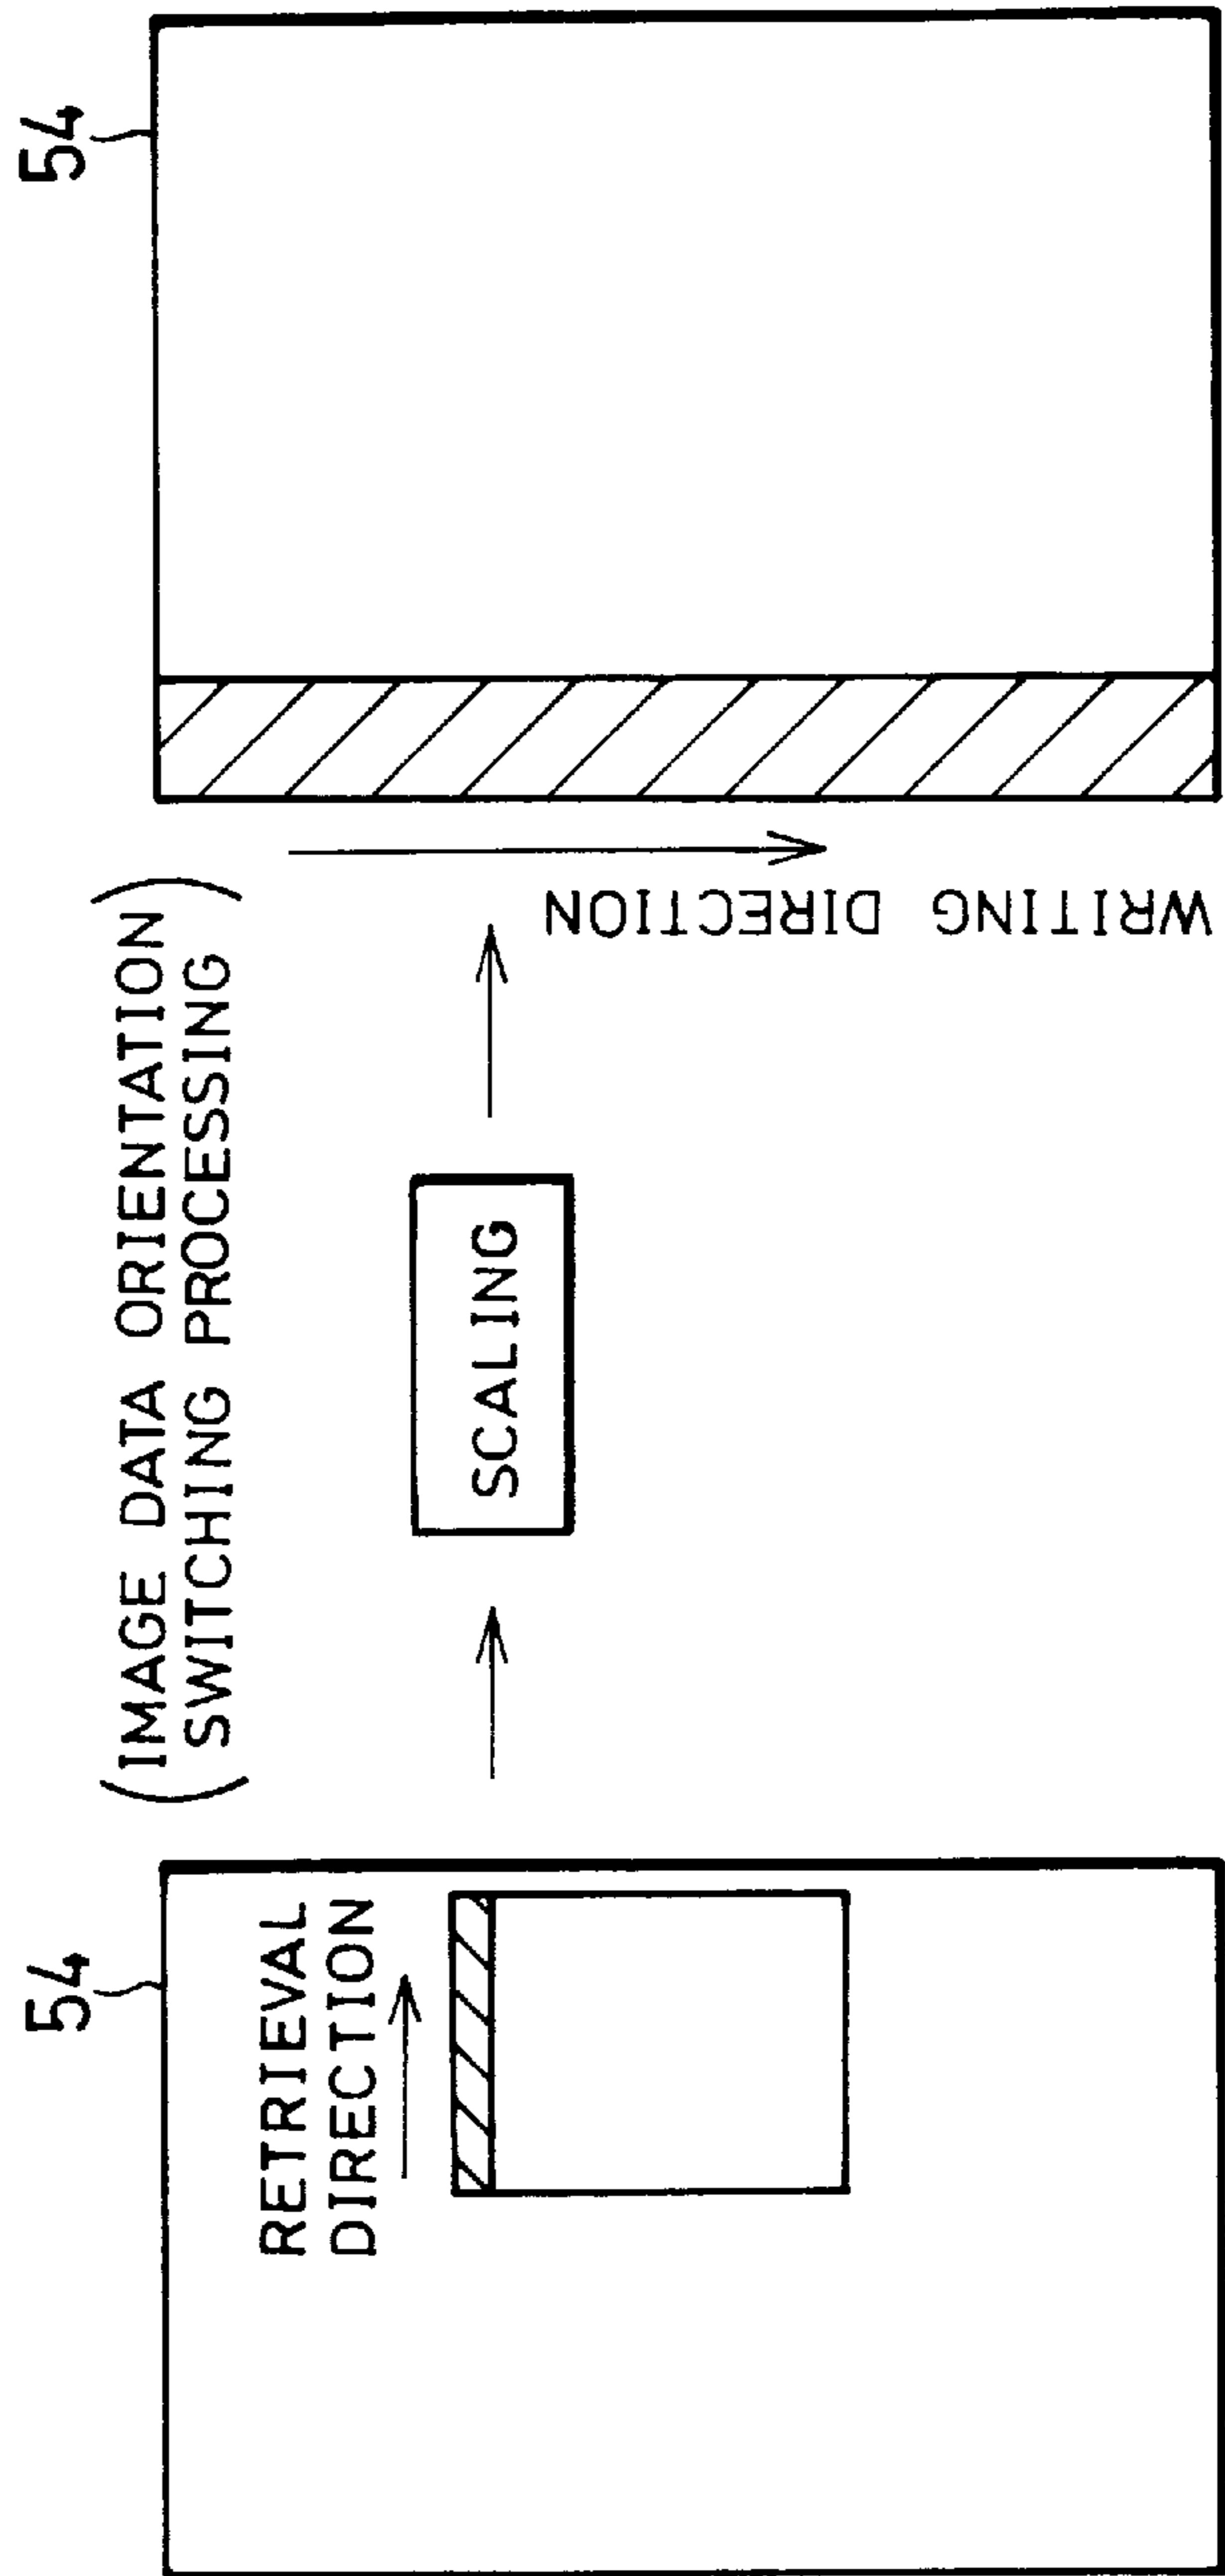 54
RETRIEVAL
DIRECTION
(IMAGE DATA ORIENTATION
SWITCHING PROCESSING)
SCALING
WRITING DIRECTION
54